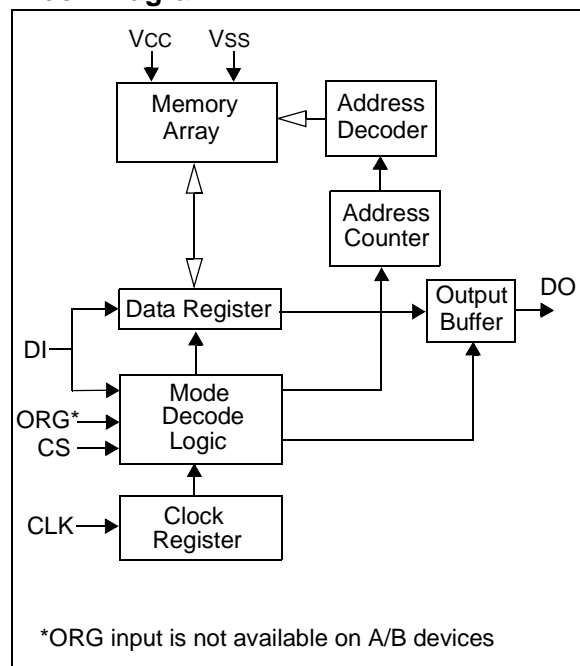 VCC VSS
Memory
Array
Address
Decoder
Address
Counter
Data Register
Output
Buffer
DO
DI
Mode
Decode
Logic
ORG*
CS
CLK
Clock
Register
*ORG input is not available on A/B devices